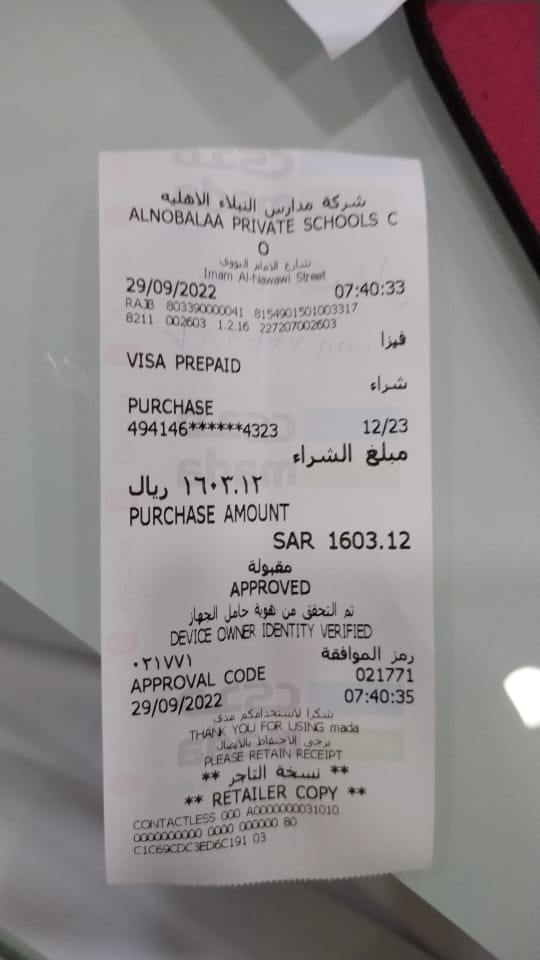 شركة مدارس النبلاء الاهليه
ALNOBALAA PRIVATE SCHOOLS C
O
شارع الامام النووي
Imam Al-Nawawi Street
29/09/2022 07:40:33
RAJB 803390000041 8154901501003317
8211 002603 1.2.16 227207002603
فيزا
VISA PREPAID
شراء
PURCHASE
494146******4323 12/23
مبلغ الشراء
١٦٠٣.١٢ ريال
PURCHASE AMOUNT
SAR 1603.12
مقبولة
APPROVED
تم التحقق من هوية حامل الجهاز
DEVICE OWNER IDENTITY VERIFIED
رمز الموافقة ٠٢١٧٧١
APPROVAL CODE 021771
29/09/2022 07:40:35
شكرا لاستخدامكم مدى
THANK YOU FOR USING mada
يرجى الاحتفاظ بالايصال
PLEASE RETAIN RECEIPT
** نسخة التاجر **
** RETAILER COPY **
CONTACTLESS 000 A0000000031010
0000000000 0000 000000 80
C1C69CDC3ED6C191 03